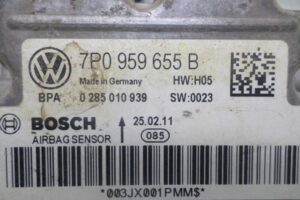 7P0 959 655 B
Made in Germany HW:H05
BPA 0 285 010 939 SW:0023
BOSCH 25.02.11
AIRBAG SENSOR 085
*003JX001PMM$*